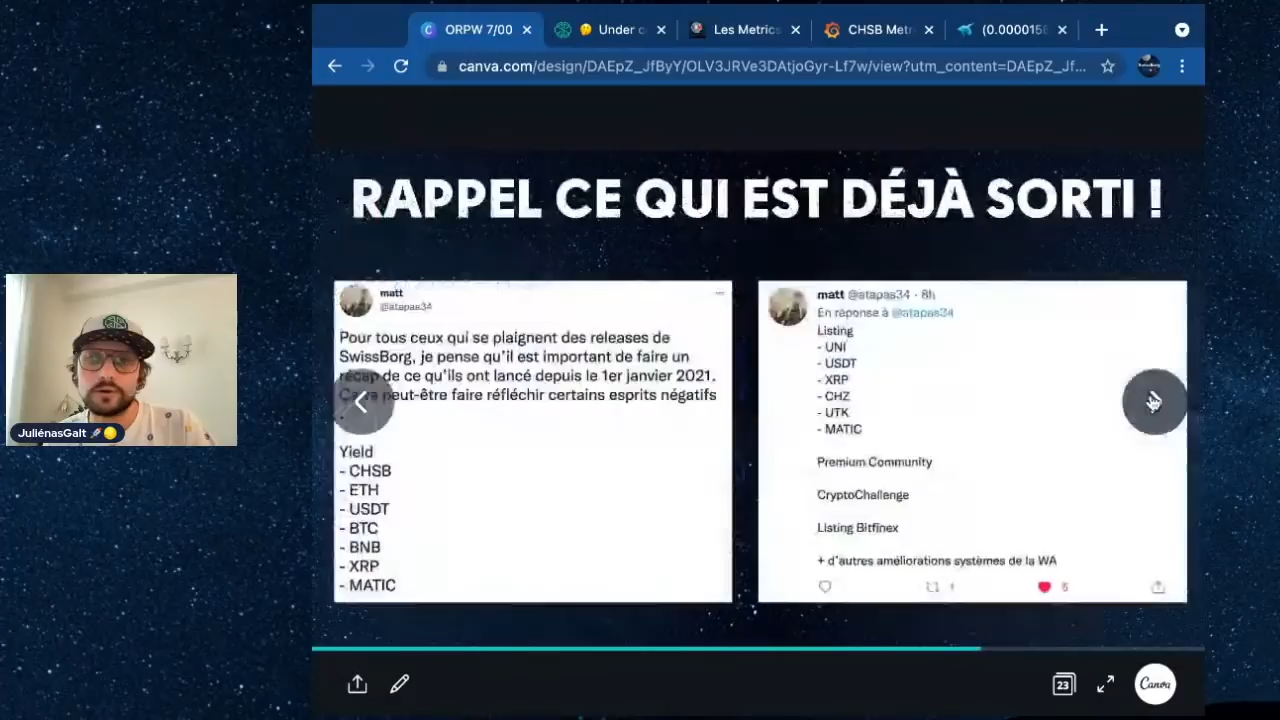 ORPW 7/00
Under c
Les Metrics
CHSB Metr
(0.0000158
canva.com/design/DAEpZ_JfByY/OLV3JRVe3DAtjoGyr-Lf7w/view?utm_content=DAEpZ_Jf...
RAPPEL CE QUI EST DÉJÀ SORTI !
matt
@atapas34
Pour tous ceux qui se plaignent des releases de
SwissBorg, je pense qu'il est important de faire un
récap de ce qu'ils ont lancé depuis le 1er janvier 2021.
peut-être faire réfléchir certains esprits négatifs
Yield
- CHSB
- ETH
- USDT
- BTC
- BNB
- XRP
- MATIC
matt @atapas34 · 8h
En réponse à @atapas34
Listing
- UNI
- USDT
- XRP
- CHZ
- UTK
- MATIC
Premium Community
CryptoChallenge
Listing Bitfinex
+ d'autres améliorations systèmes de la WA
JuliénasGalt
23
Canva